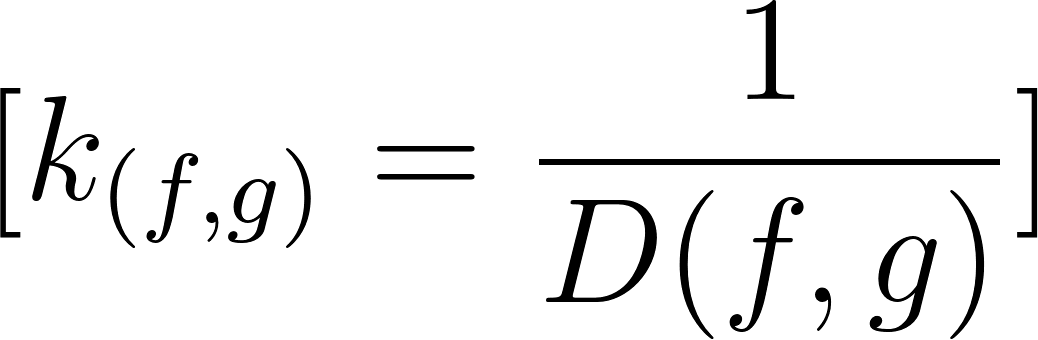 [k_{(f,g)} = \frac{1}{D(f,g)}]